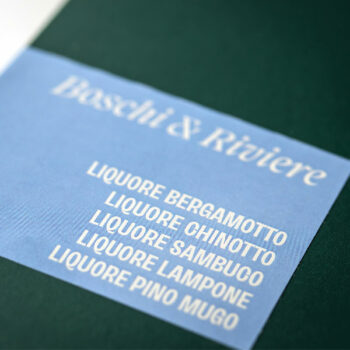 Boschi & Riviere
LIQUORE BERGAMOTTO
LIQUORE CHINOTTO
LIQUORE SAMBUCO
LIQUORE LAMPONE
LIQUORE PINO MUGO